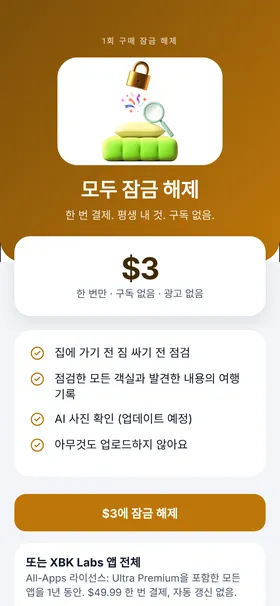 1회 구매 잠금 해제
모두 잠금 해제
한 번 결제. 평생 내 것. 구독 없음.
$3
한 번만 · 구독 없음 · 광고 없음
집에 가기 전 짐 싸기 전 점검
점검한 모든 객실과 발견한 내용의 여행
기록
AI 사진 확인 (업데이트 예정)
아무것도 업로드하지 않아요
$3에 잠금 해제
또는 XBK Labs 앱 전체
All-Apps 라이선스: Ultra Premium을 포함한 모든
앱을 1년 동안. $49.99 한 번 결제, 자동 갱신 없음.